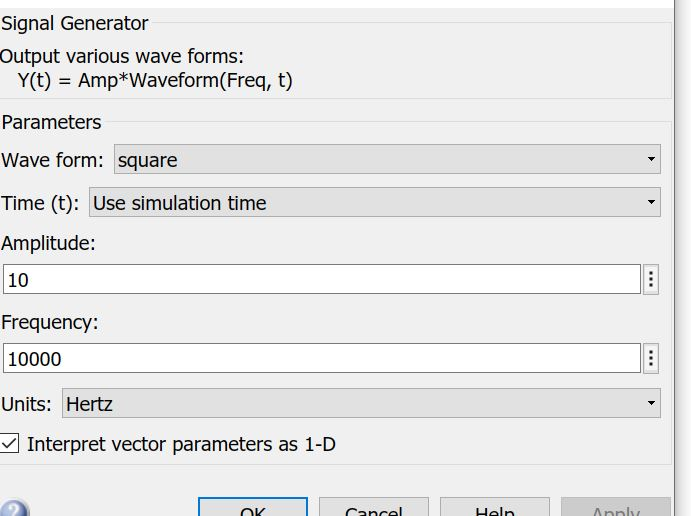 Signal Generator
Output various wave forms:
Y(t) = Amp*Waveform(Freq, t)
Parameters
Wave form: square
Time (t): Use simulation time
Amplitude:
10
Frequency:
10000
Units: Hertz
Interpret vector parameters as 1-D
? OK Cancel Help Apply